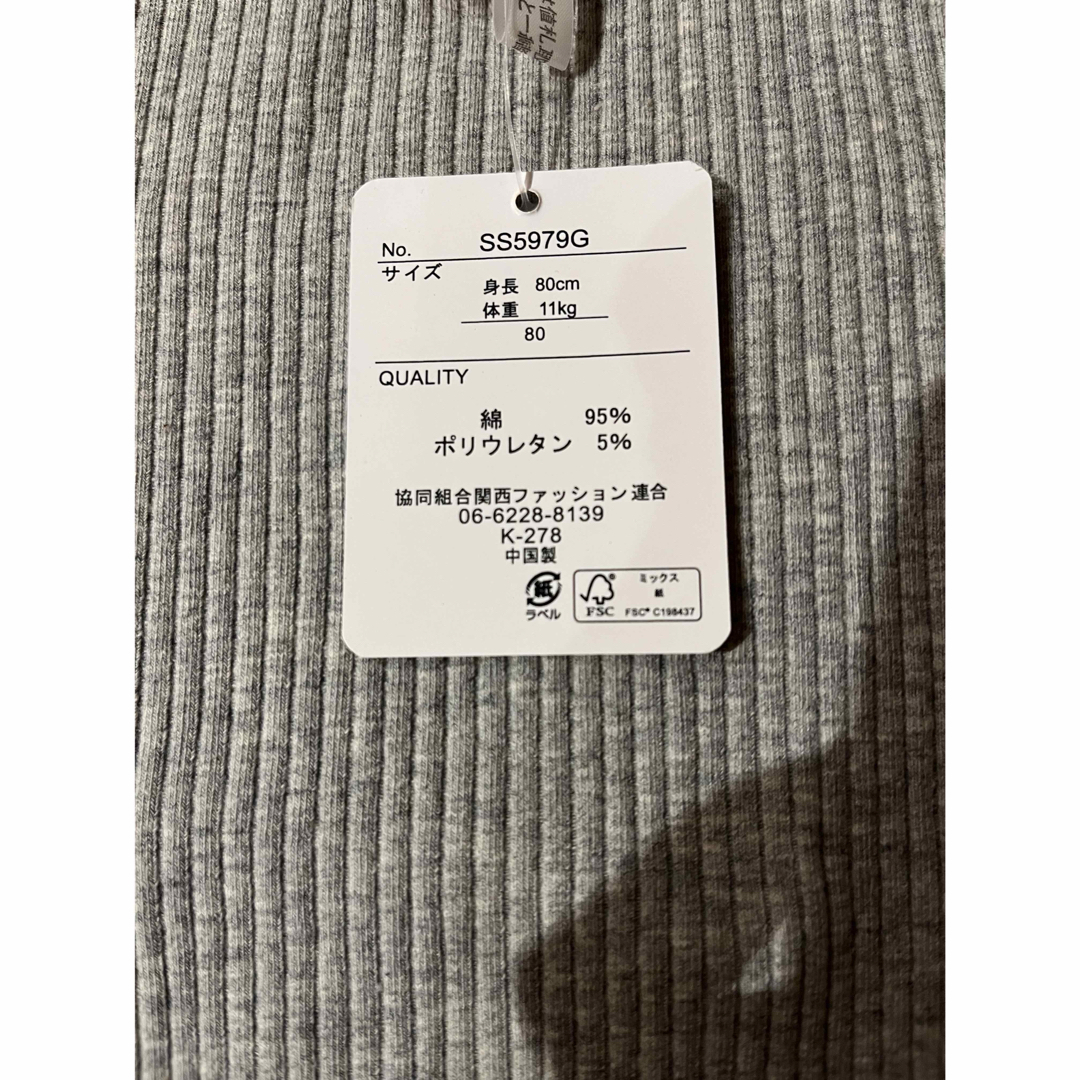 No. SS5979G
サイズ
身長 80cm
体重 11kg
80
QUALITY
綿 95%
ポリウレタン 5%
協同組合関西ファッション連合
06-6228-8139
K-278
中国製
紙
ラベル
FSC®
ミックス
紙
FSC® C198437